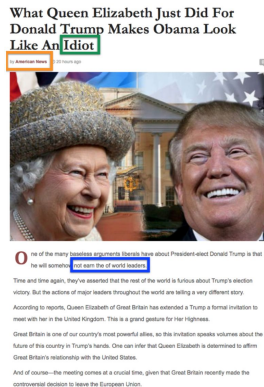 What Queen Elizabeth Just Did For
Donald Trump Makes Obama Look
Like An Idiot
by American News
20 hours ago
One of the many baseless arguments liberals have about President-elect Donald Trump is that
he will somehow not earn the of world leaders.
Time and time again, they've asserted that the rest of the world is furious about Trump's election
victory. But the actions of major leaders throughout the world are telling a very different story.
According to reports, Queen Elizabeth of Great Britain has extended a Trump a formal invitation to
meet with her in the United Kingdom. This is a grand gesture for Her Highness.
Great Britain is one of our country's most powerful allies, so this invitation speaks volumes about the
future of this country in Trump's hands. One can infer that Queen Elizabeth is determined to affirm
Great Britain's relationship with the United States.
And of course—the meeting comes at a crucial time, given that Great Britain recently made the
controversial decision to leave the European Union.